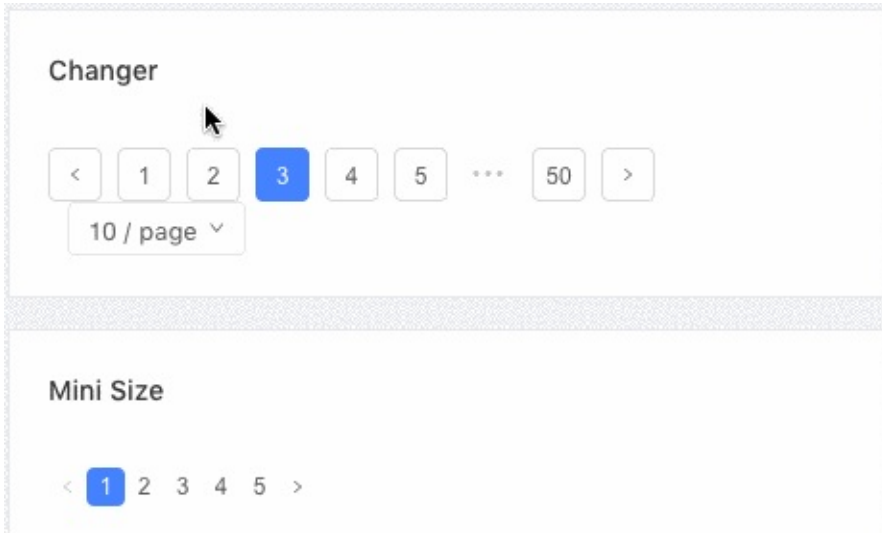 Changer
< 1 2 3 4 5 ••• 50 >
10 / page
Mini Size
< 1 2 3 4 5 >